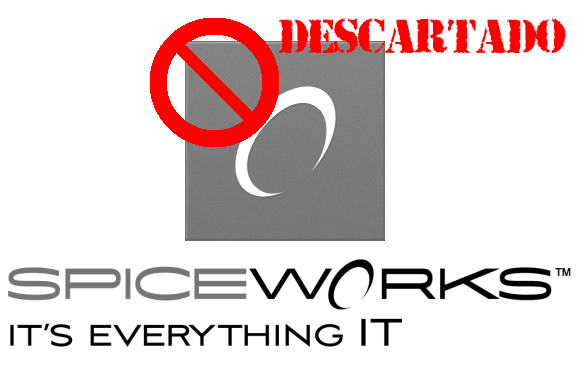 DESCARTADO
SPICEWORKS™
IT'S EVERYTHING IT